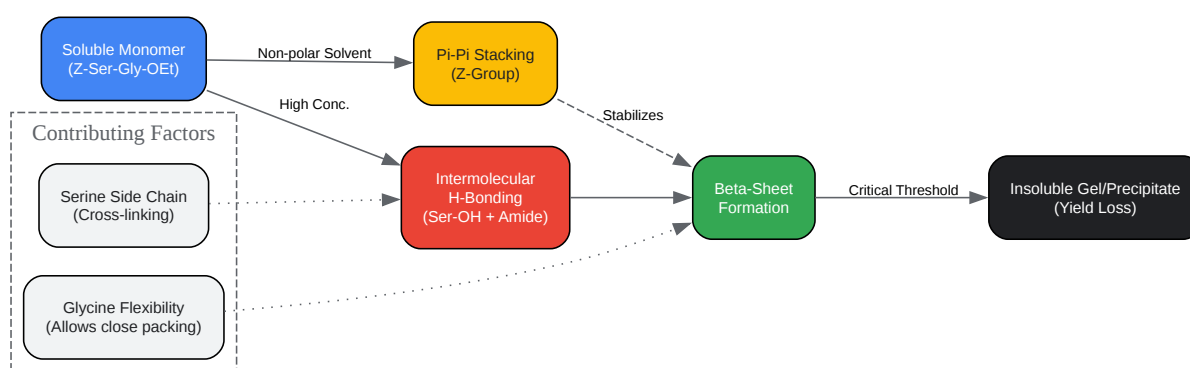 Soluble Monomer
(Z-Ser-Gly-OEt)
Non-polar Solvent
Pi-Pi Stacking
(Z-Group)
High Conc.
Stabilizes
Contributing Factors
Serine Side Chain
(Cross-linking)
Intermolecular
H-Bonding
(Ser-OH + Amide)
Beta-Sheet
Formation
Critical Threshold
Insoluble Gel/Precipitate
(Yield Loss)
Glycine Flexibility
(Allows close packing)